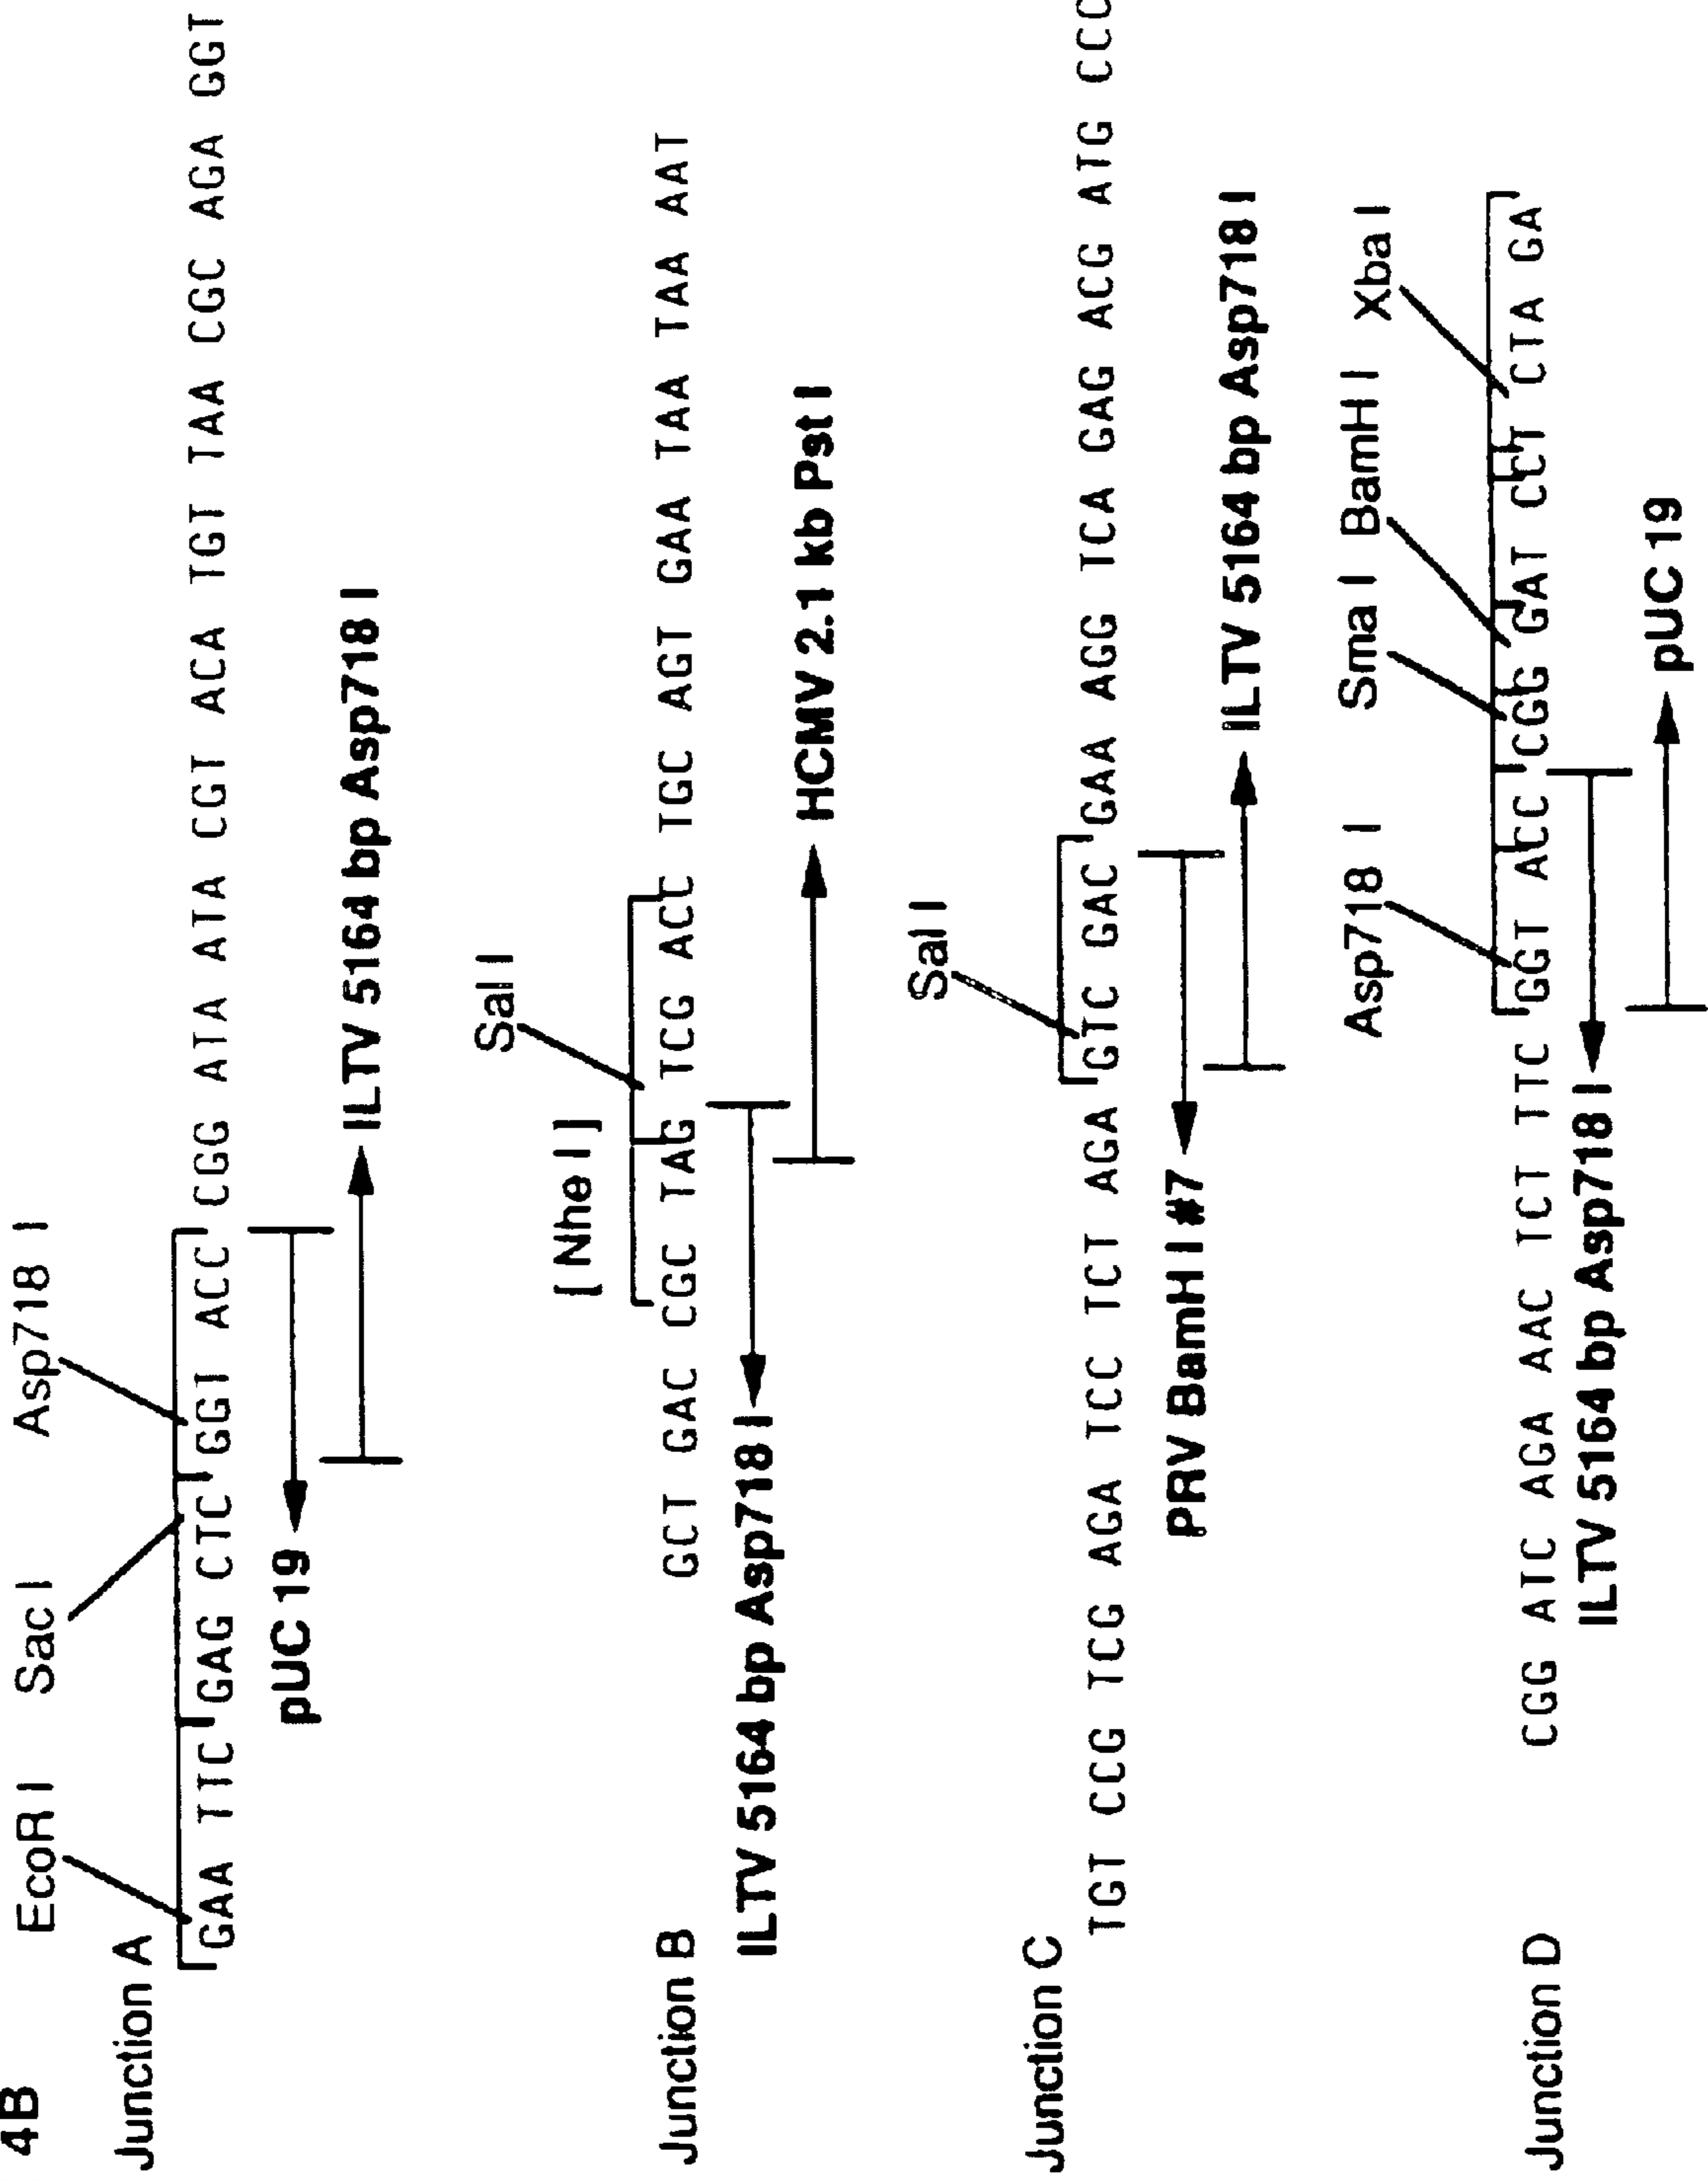 4B
EcoR I   Sac I   Asp718 I
Junction A
GAA TTC GAG CTC GGT ACC CGG ATA ATA CGT ACA TGT TAA CGC AGA GGT
pUC 19   ILTV 5164 bp Asp718 I
[ Nhe I ]   Sal I
Junction B
GCT GAC CGC TAG TCG ACC TGC AGT GAA TAA TAA AAT
ILTV 5164 bp Asp718 I   HCMV 2.1 kb Pst I
Sal I
Junction C
TGT CCG TCG AGA TCC TCT AGA GTC GAC GAA AGG TCA GAG ACG ATG CCC
PRV BamH I #7   ILTV 5164 bp Asp718 I
Asp718 I   Sma I   BamH I   Xba I
Junction D
CGG ATC AGA AAC TCT TTC GGT ACC CGG GAT CCT CTA GA
ILTV 5164 bp Asp718 I   pUC 19